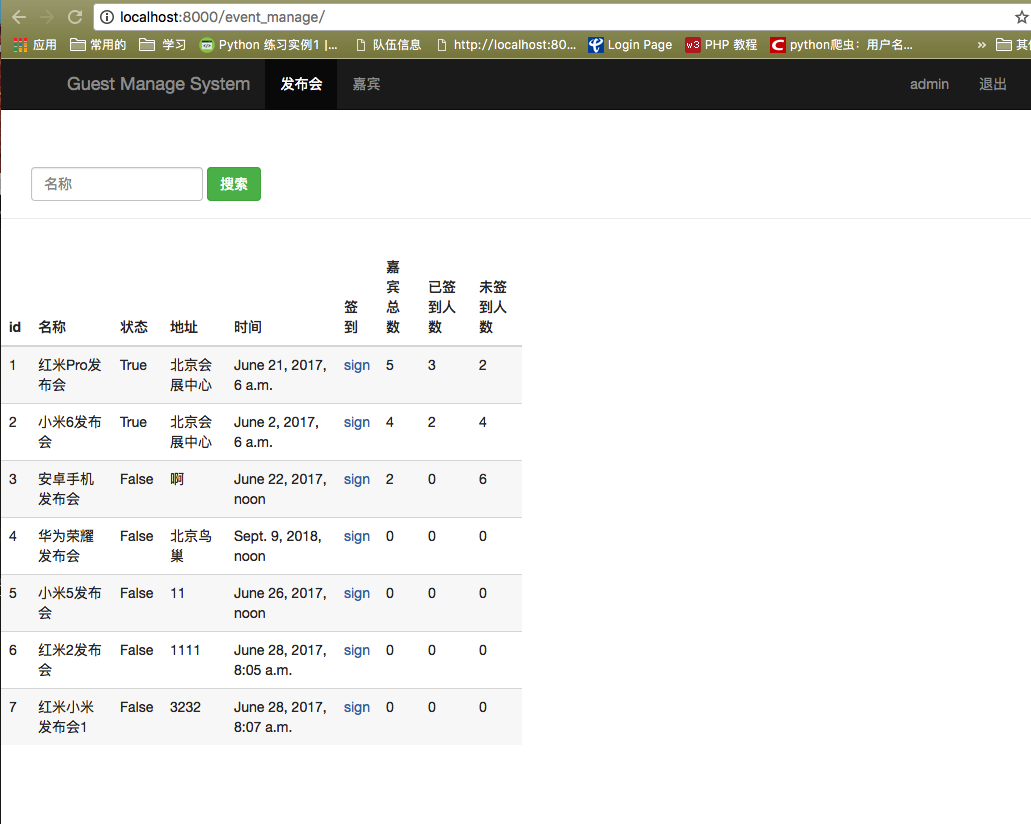 localhost:8000/event_manage/
应用 常用的 学习 Python 练习实例1 |... 队伍信息 http://localhost:80... Login Page w3 PHP 教程 C python爬虫：用户名... » 其
Guest Manage System 发布会 嘉宾 admin 退出
名称 搜索
id 名称 状态 地址 时间 签到 嘉宾总数 已签到人数 未签到人数
1 红米Pro发布会 True 北京会展中心 June 21, 2017, 6 a.m. sign 5 3 2
2 小米6发布会 True 北京会展中心 June 2, 2017, 6 a.m. sign 4 2 4
3 安卓手机发布会 False 啊 June 22, 2017, noon sign 2 0 6
4 华为荣耀发布会 False 北京鸟巢 Sept. 9, 2018, noon sign 0 0 0
5 小米5发布会 False 11 June 26, 2017, noon sign 0 0 0
6 红米2发布会 False 1111 June 28, 2017, 8:05 a.m. sign 0 0 0
7 红米小米发布会1 False 3232 June 28, 2017, 8:07 a.m. sign 0 0 0